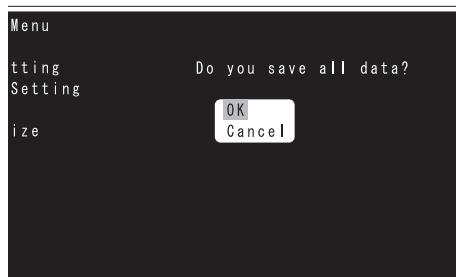 Menu
tting
Do you save all data?
Setting
OK
ize
Cancel